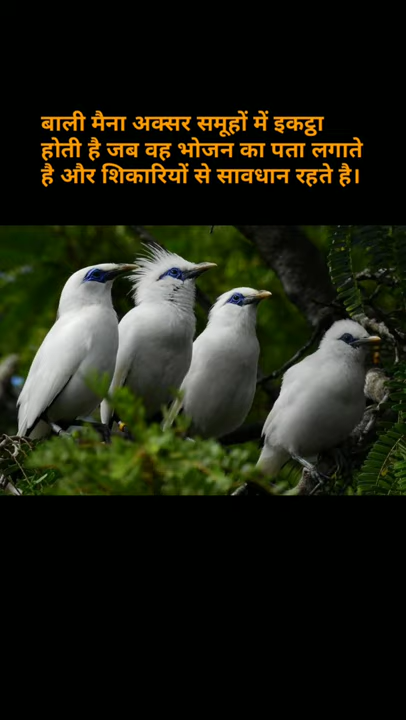 बाली मैना अक्सर समूहों में इकट्ठा
होती है जब वह भोजन का पता लगाते
है और शिकारियों से सावधान रहते है।